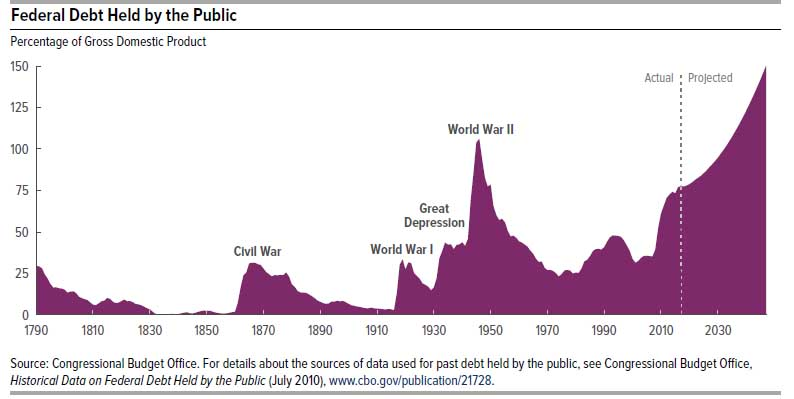 Federal Debt Held by the Public
Percentage of Gross Domestic Product
150
125
100
75
50
25
0
Actual
Projected
World War II
Great
Depression
World War I
Civil War
1790 1810 1830 1850 1870 1890 1910 1930 1950 1970 1990 2010 2030
Source: Congressional Budget Office. For details about the sources of data used for past debt held by the public, see Congressional Budget Office,
Historical Data on Federal Debt Held by the Public (July 2010), www.cbo.gov/publication/21728.